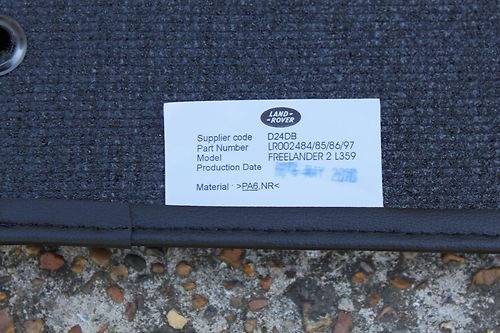 LAND-
-ROVER
Supplier code D24DB
Part Number LR002484/85/86/97
Model FREELANDER 2 L359
Production Date
Material : >PA6,NR<